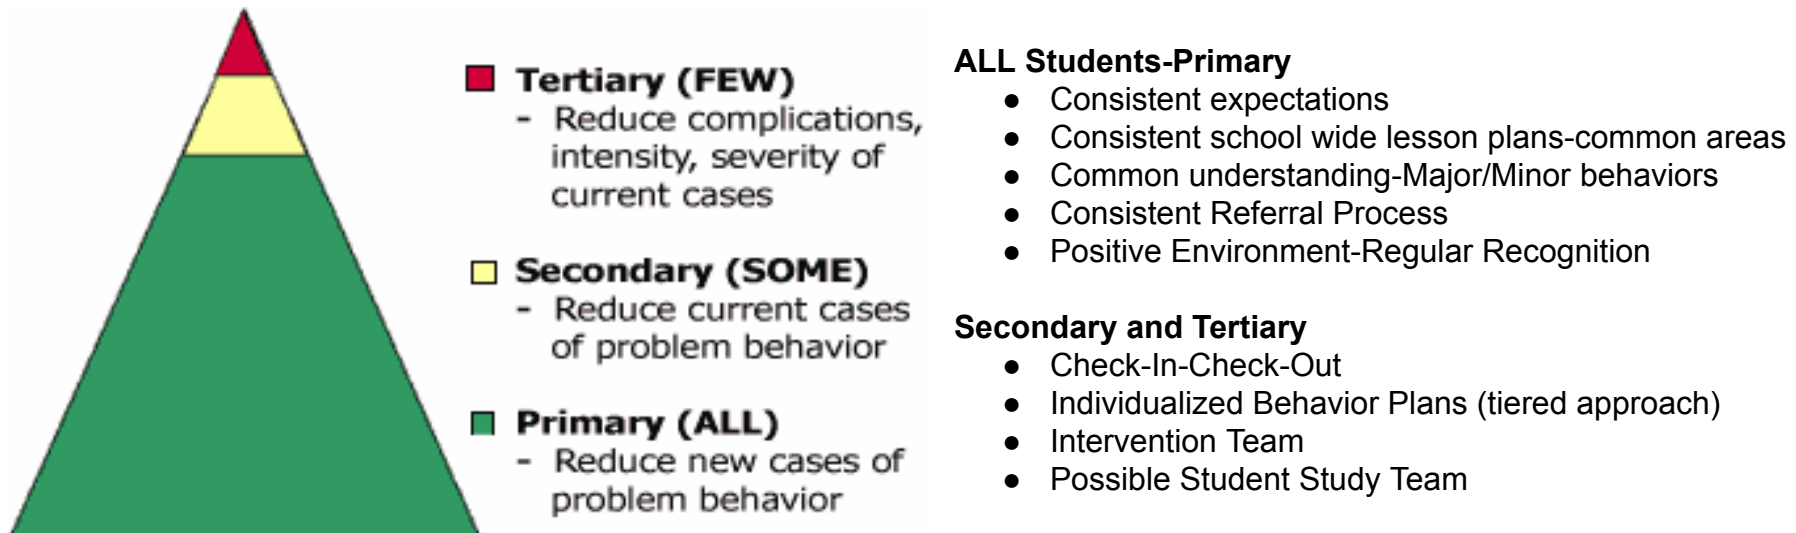 Tertiary (FEW)
- Reduce complications,
intensity, severity of
current cases
Secondary (SOME)
- Reduce current cases
of problem behavior
Primary (ALL)
- Reduce new cases of
problem behavior
ALL Students-Primary
● Consistent expectations
● Consistent school wide lesson plans-common areas
● Common understanding-Major/Minor behaviors
● Consistent Referral Process
● Positive Environment-Regular Recognition
Secondary and Tertiary
● Check-In-Check-Out
● Individualized Behavior Plans (tiered approach)
● Intervention Team
● Possible Student Study Team